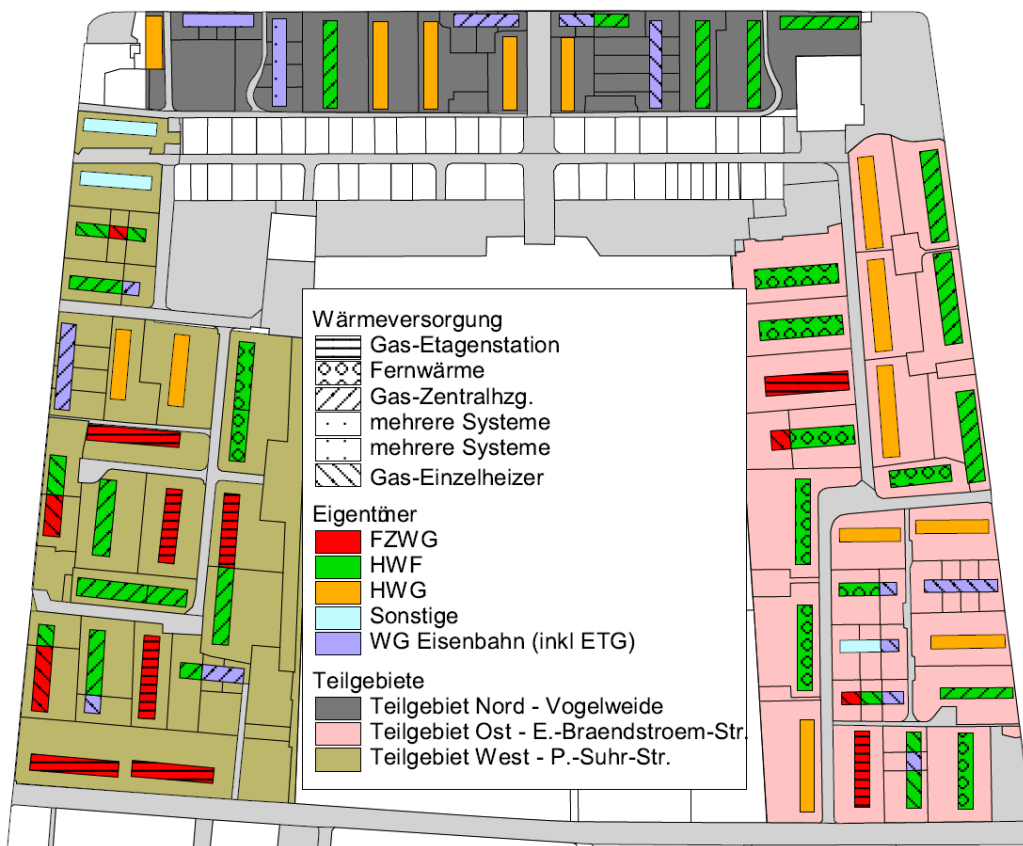 Wärmeversorgung
Gas-Etagenstation
Fernwärme
Gas-Zentralhzg.
mehrere Systeme
mehrere Systeme
Gas-Einzelheizer
Eigentümer
FZWG
HWF
HWG
Sonstige
WG Eisenbahn (inkl ETG)
Teilgebiete
Teilgebiet Nord - Vogelweide
Teilgebiet Ost - E.-Braendstroem-Str.
Teilgebiet West - P.-Suhr-Str.